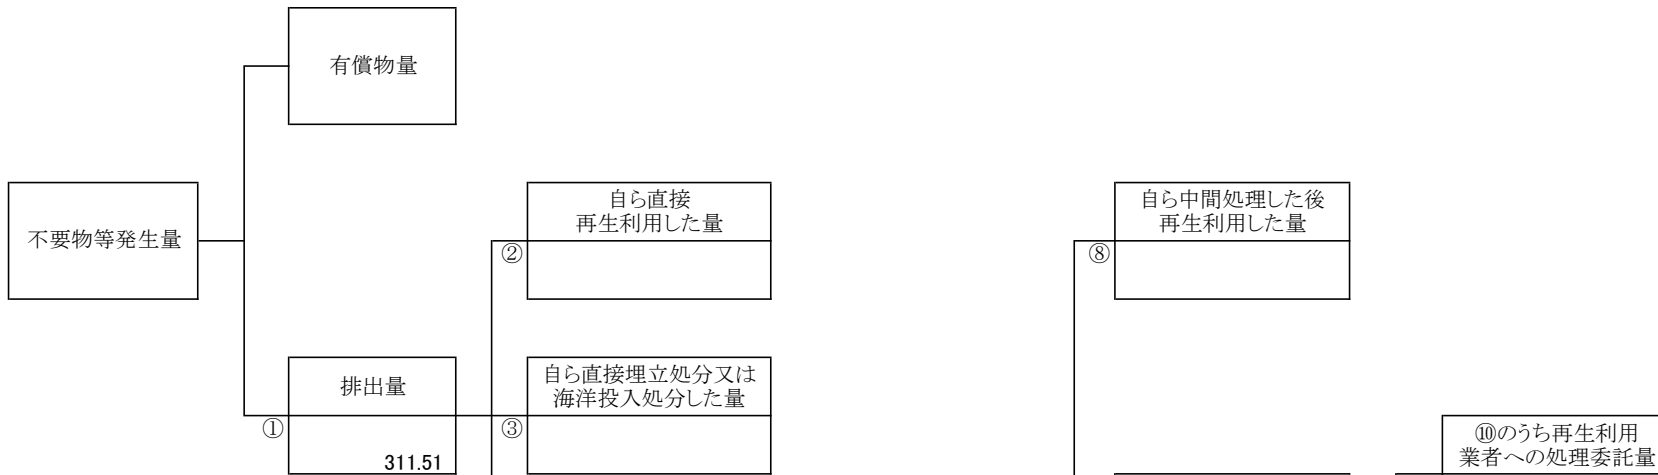 有償物量
不要物等発生量
自ら直接
再生利用した量
②
自ら中間処理した後
再生利用した量
⑧
排出量
①
311.51
自ら直接埋立処分又は
海洋投入処分した量
③
⑩のうち再生利用
業者への処理委託量